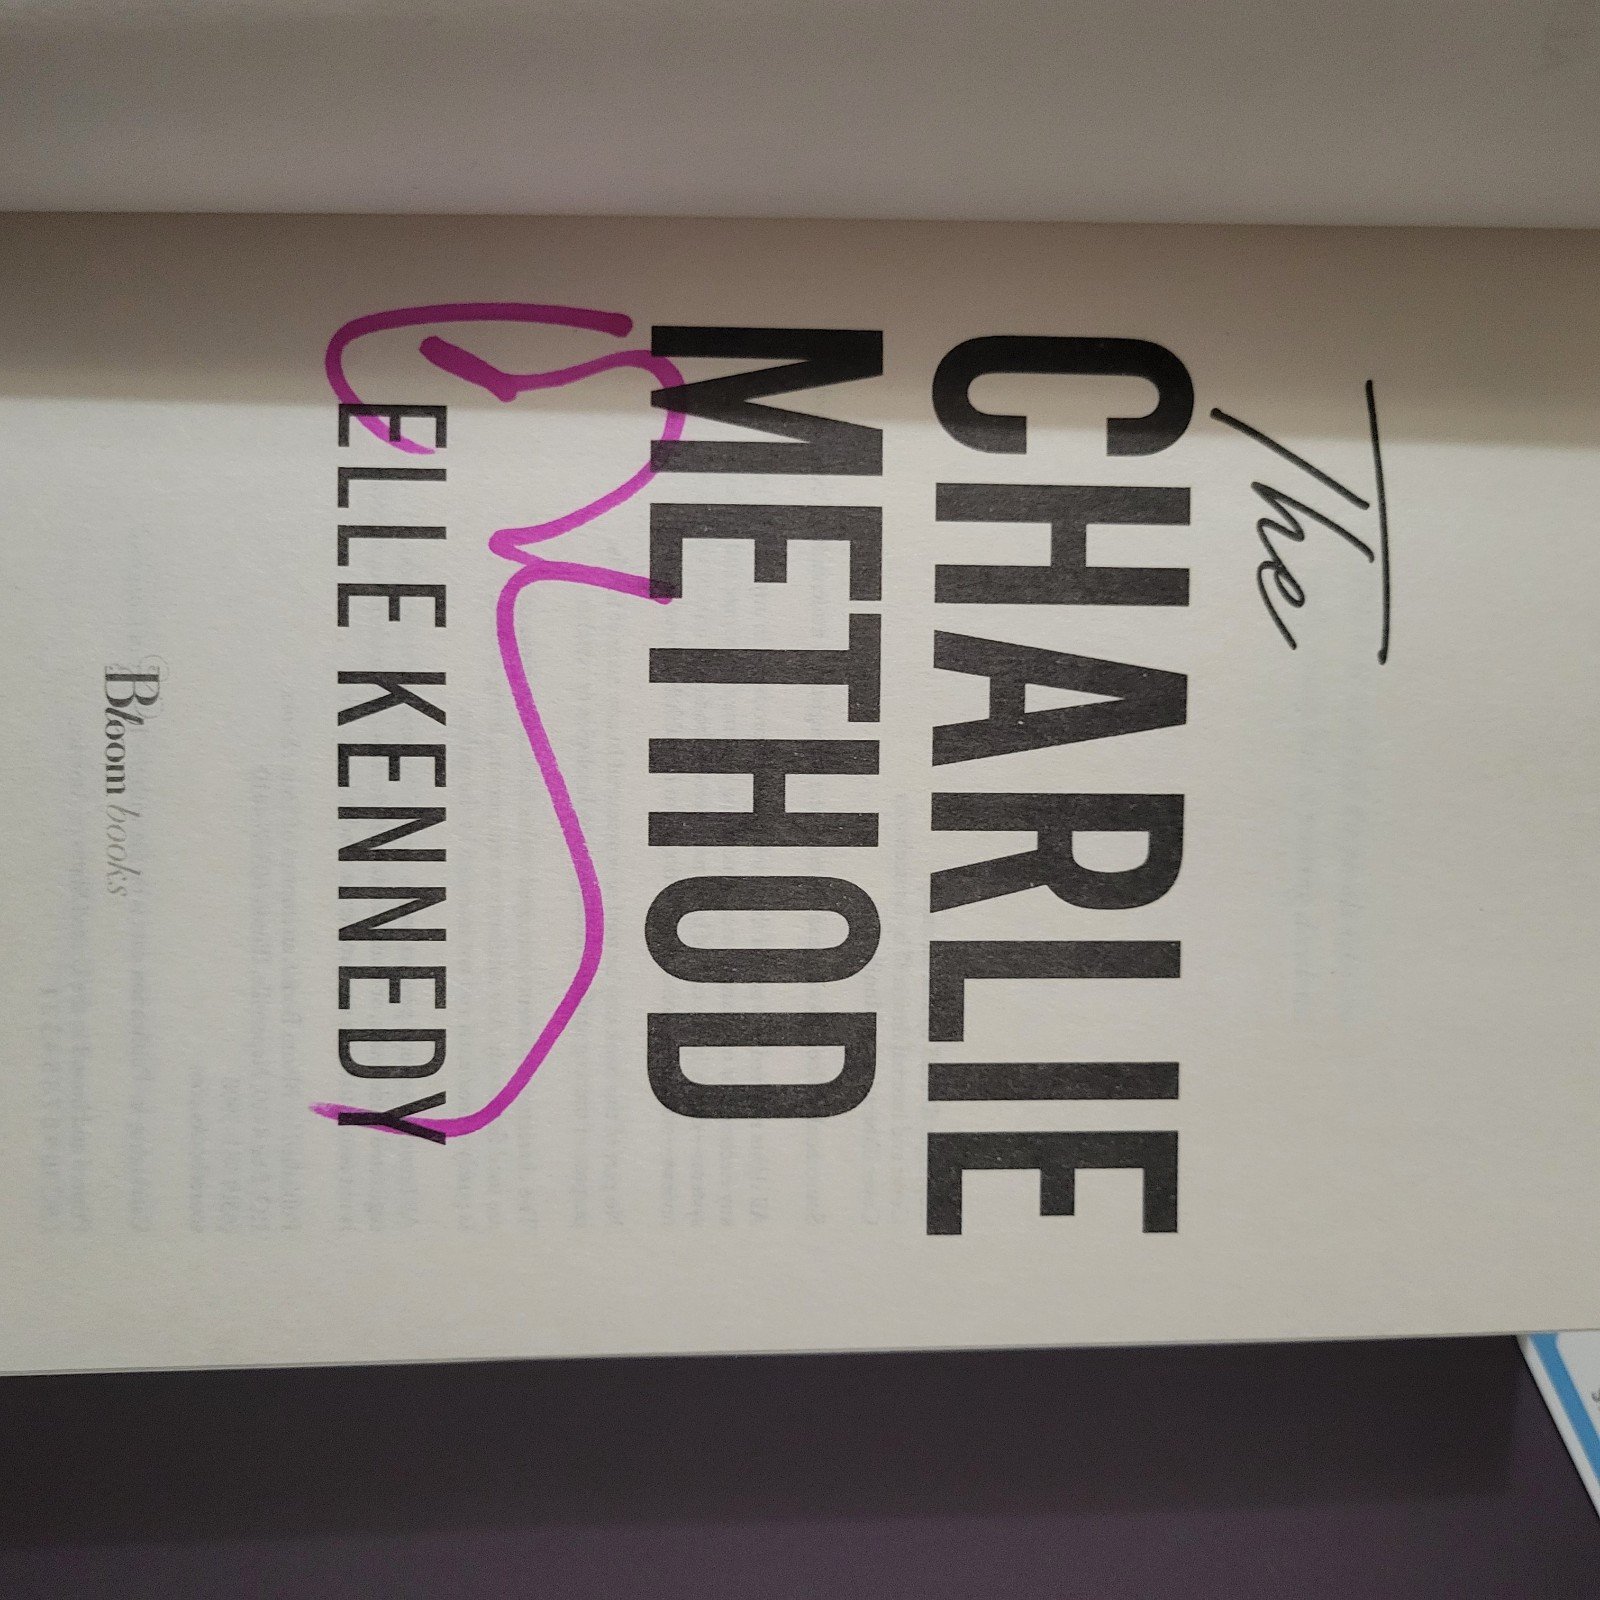 The
CHARLIE
METHOD
ELLE KENNEDY
Bloom books